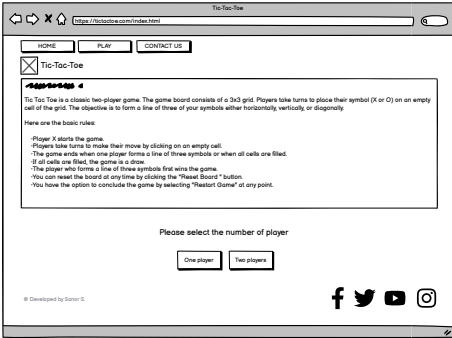 Tic-Tac-Toe
https://tictactoe.com/index.html
HOME
PLAY
CONTACT US
Tic-Tac-Toe
Tic Tac Toe is a classic two-player game. The game board consists of a 3x3 grid. Players take turns to place their symbol (X or O) on an empty
cell of the grid. The objective is to form a line of three of your symbols either horizontally, vertically, or diagonally.
Here are the basic rules:
-Player X starts the game.
-Players take turns to make their move by clicking on an empty cell.
-The game ends when one player forms a line of three symbols or when all cells are filled.
-If all cells are filled, the game is a draw.
-The player who forms a line of three symbols first wins the game.
-You can reset the board at any time by clicking the "Reset Board " button.
-You have the option to conclude the game by selecting "Restart Game" at any point.
Please select the number of player
One player
Two players
© Developed by Sanor S.